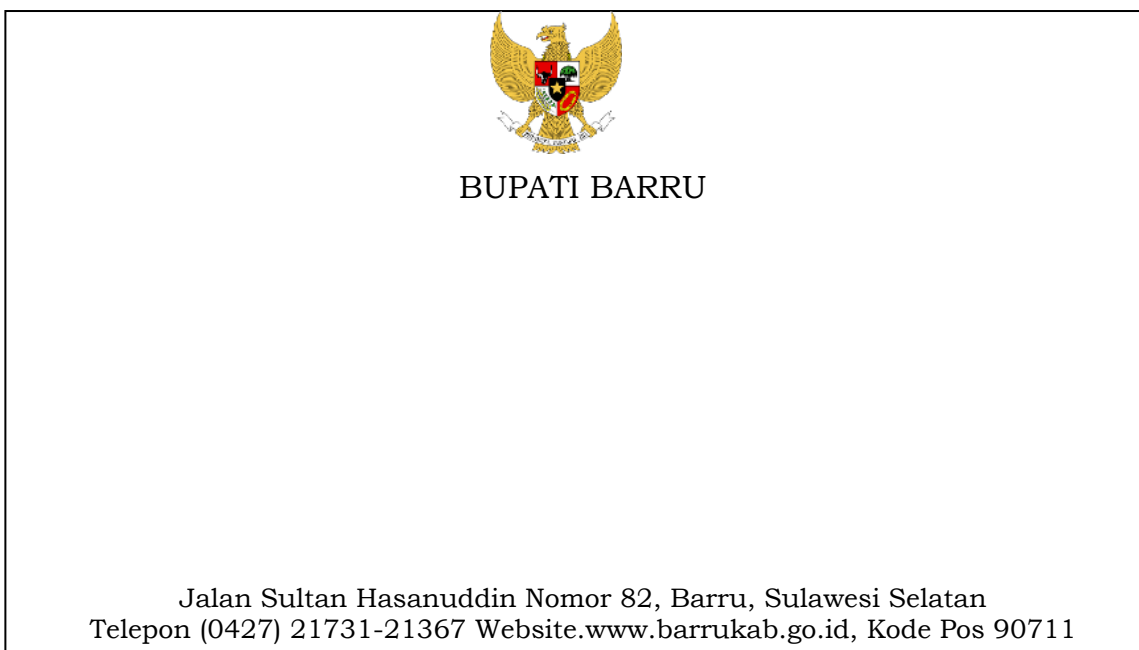 BUPATI BARRU
Jalan Sultan Hasanuddin Nomor 82, Barru, Sulawesi Selatan
Telepon (0427) 21731-21367 Website.www.barrukab.go.id, Kode Pos 90711